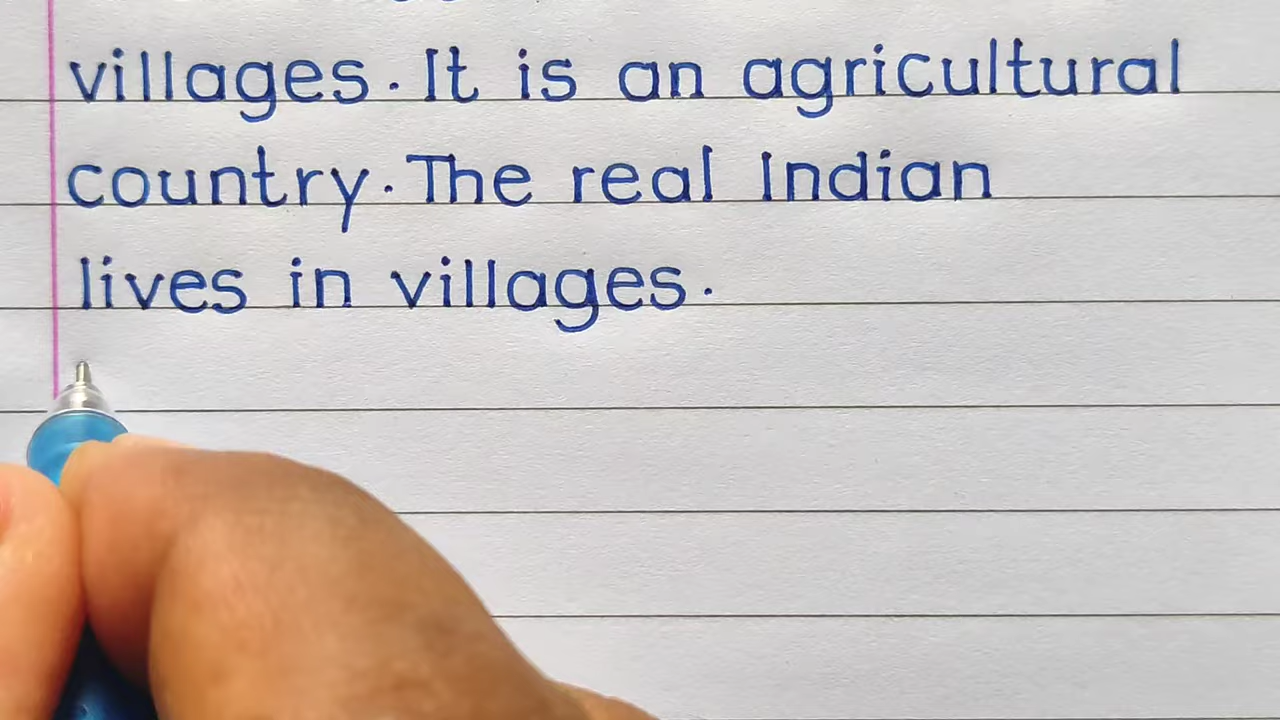 villages. It is an agricultural
country. The real Indian
lives in villages.